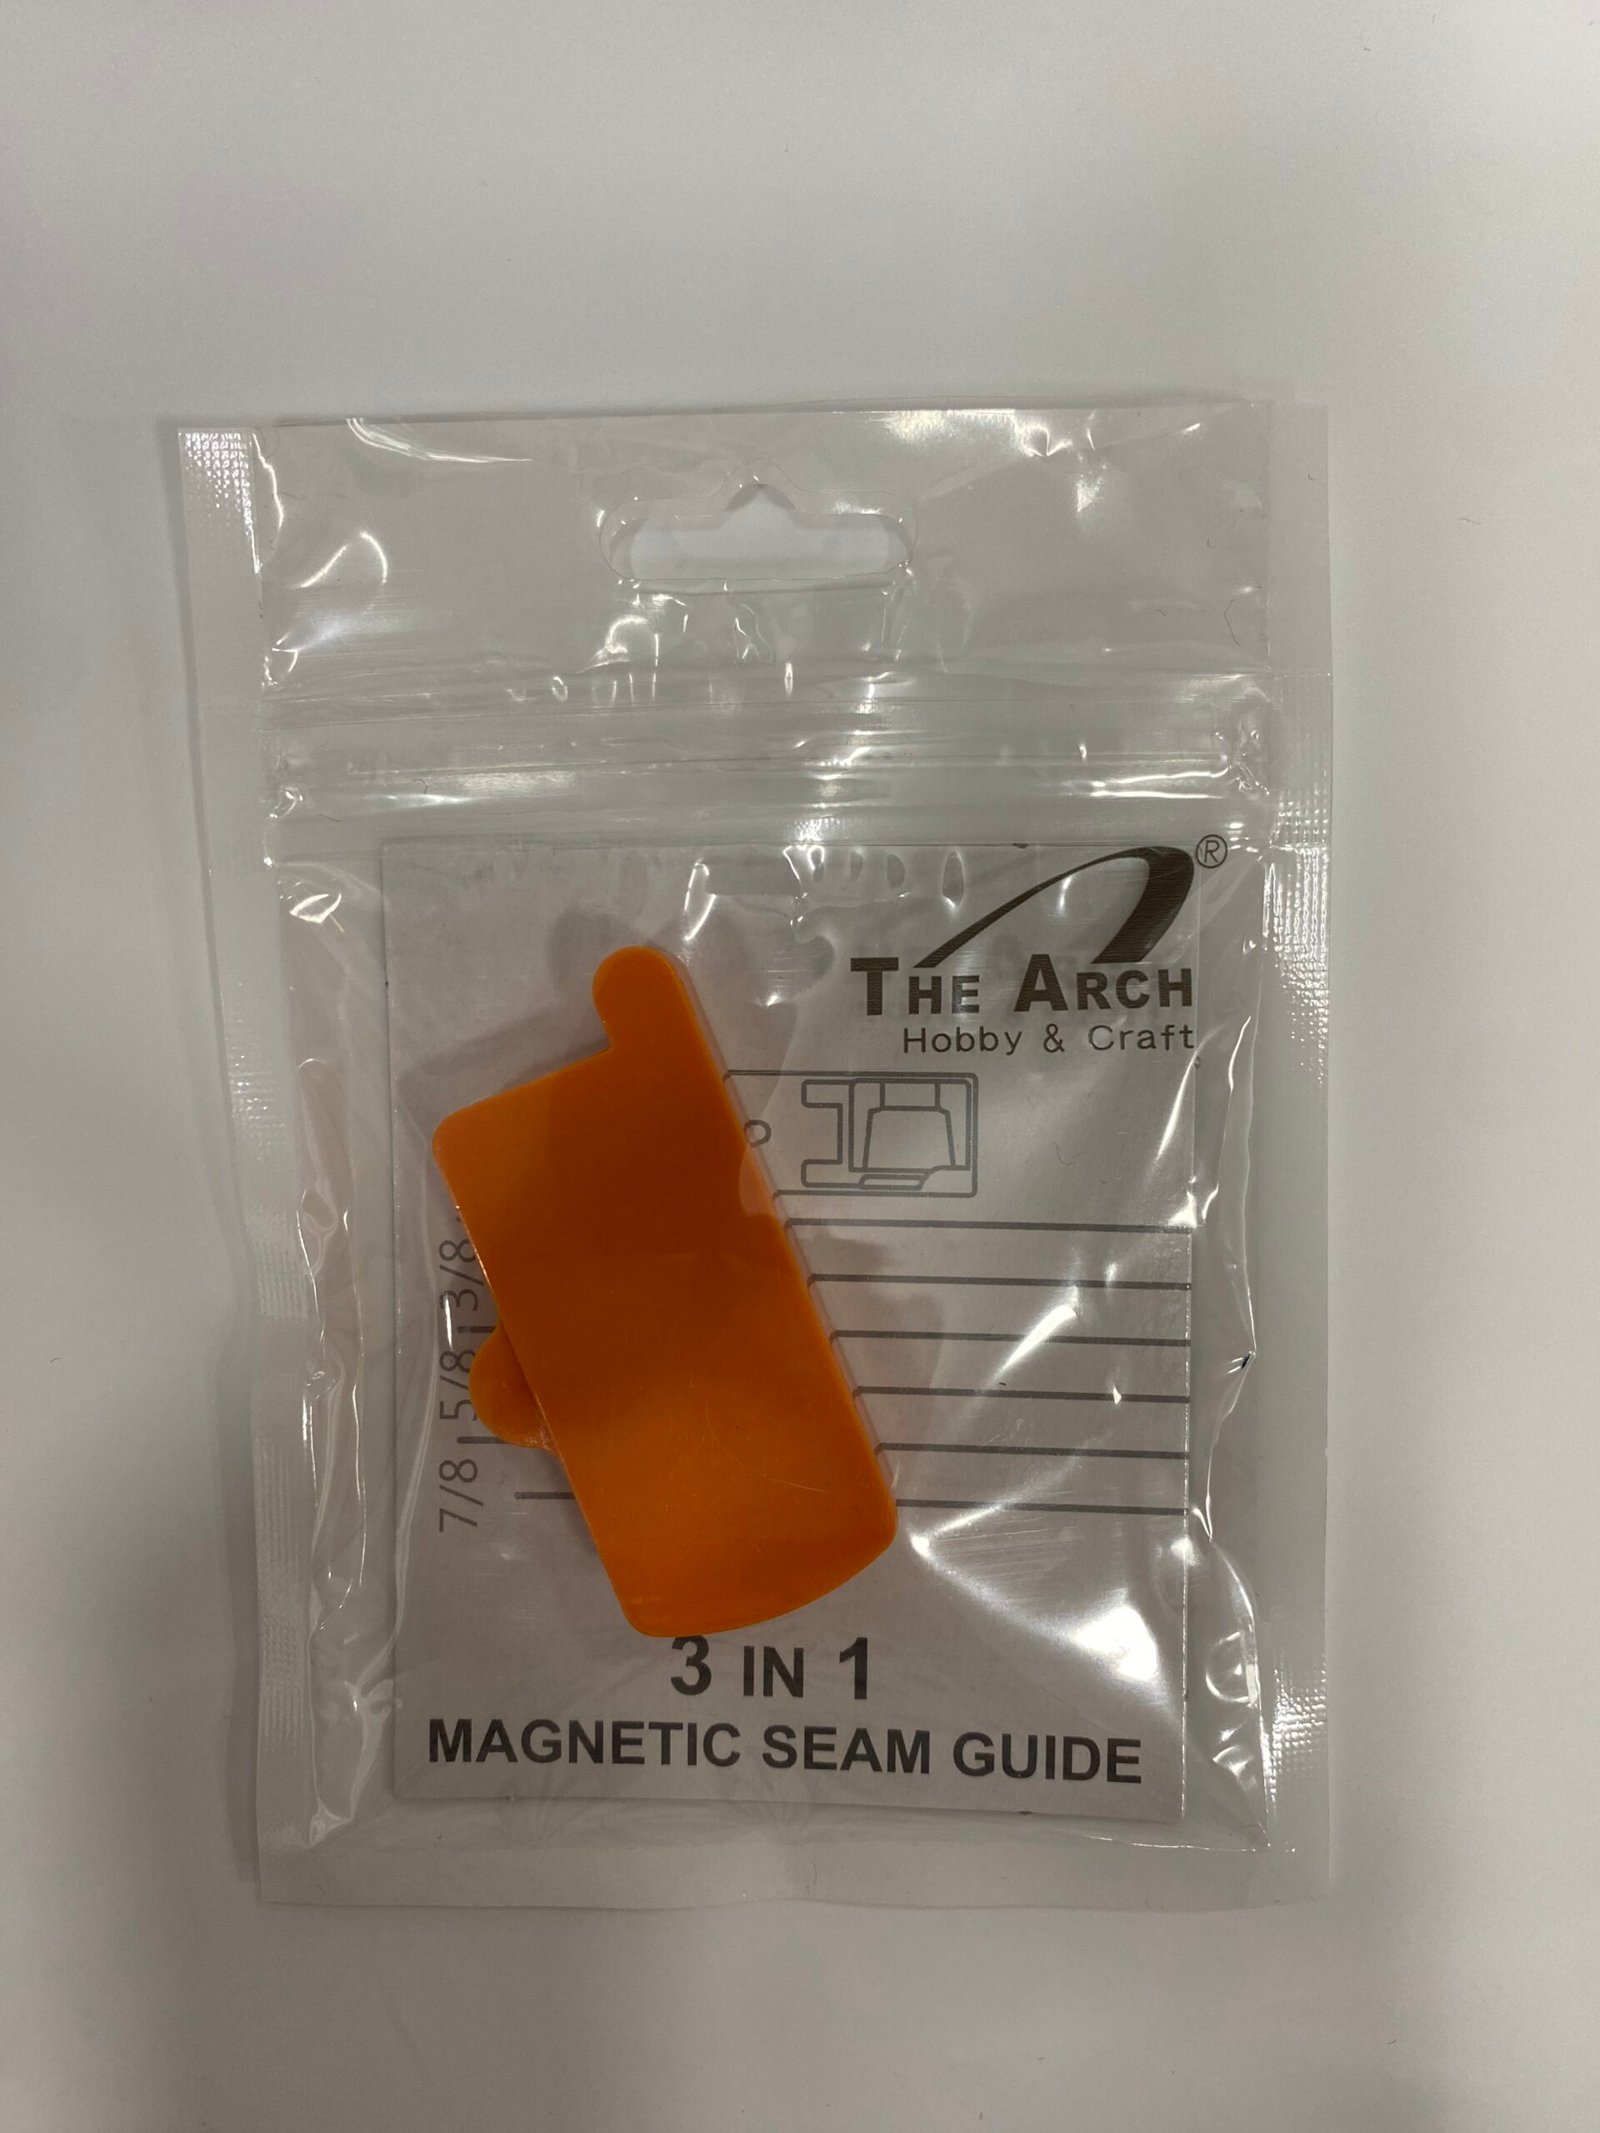 ®
THE ARCH
Hobby & Craft
3/8
5/8
7/8
3 IN 1
MAGNETIC SEAM GUIDE